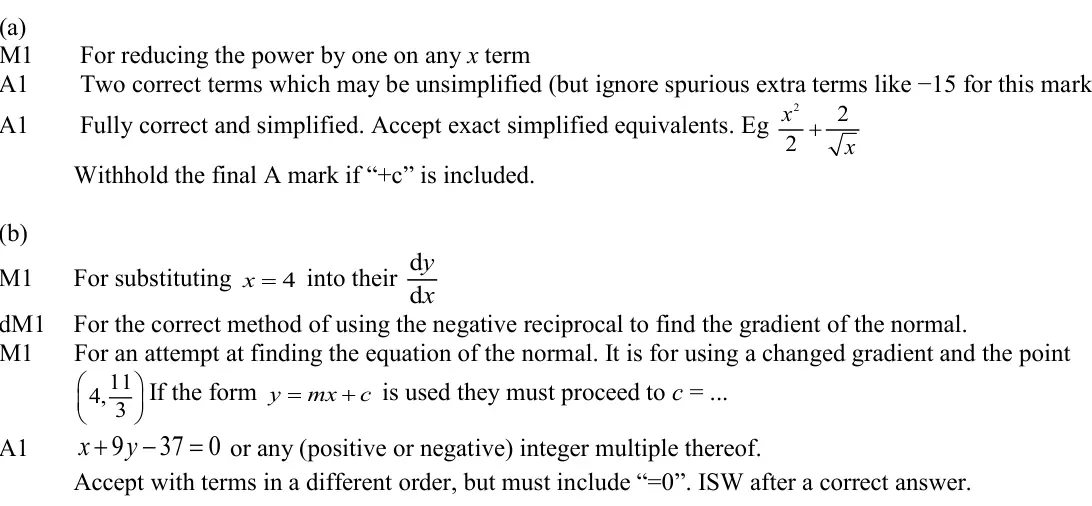 (a)
M1 For reducing the power by one on any x term
A1 Two correct terms which may be unsimplified (but ignore spurious extra terms like −15 for this mark
A1 Fully correct and simplified. Accept exact simplified equivalents. Eg x²/2 + 2/√x
Withhold the final A mark if “+c” is included.
(b)
M1 For substituting x = 4 into their dy/dx
dM1 For the correct method of using the negative reciprocal to find the gradient of the normal.
M1 For an attempt at finding the equation of the normal. It is for using a changed gradient and the point
(4, 11/3) If the form y = mx + c is used they must proceed to c = ...
A1 x + 9y − 37 = 0 or any (positive or negative) integer multiple thereof.
Accept with terms in a different order, but must include “=0”. ISW after a correct answer.